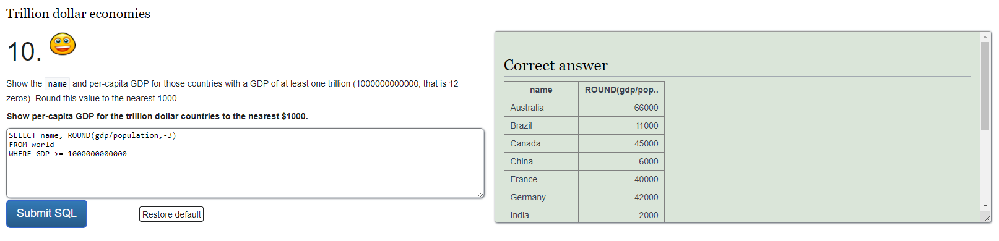 Trillion dollar economies
10.
Show the name and per-capita GDP for those countries with a GDP of at least one trillion (1000000000000; that is 12
zeros). Round this value to the nearest 1000.
Show per-capita GDP for the trillion dollar countries to the nearest $1000.
SELECT name, ROUND(gdp/population,-3)
FROM world
WHERE GDP >= 1000000000000
Submit SQL
Restore default
Correct answer
name ROUND(gdp/pop..
Australia 66000
Brazil 11000
Canada 45000
China 6000
France 40000
Germany 42000
India 2000